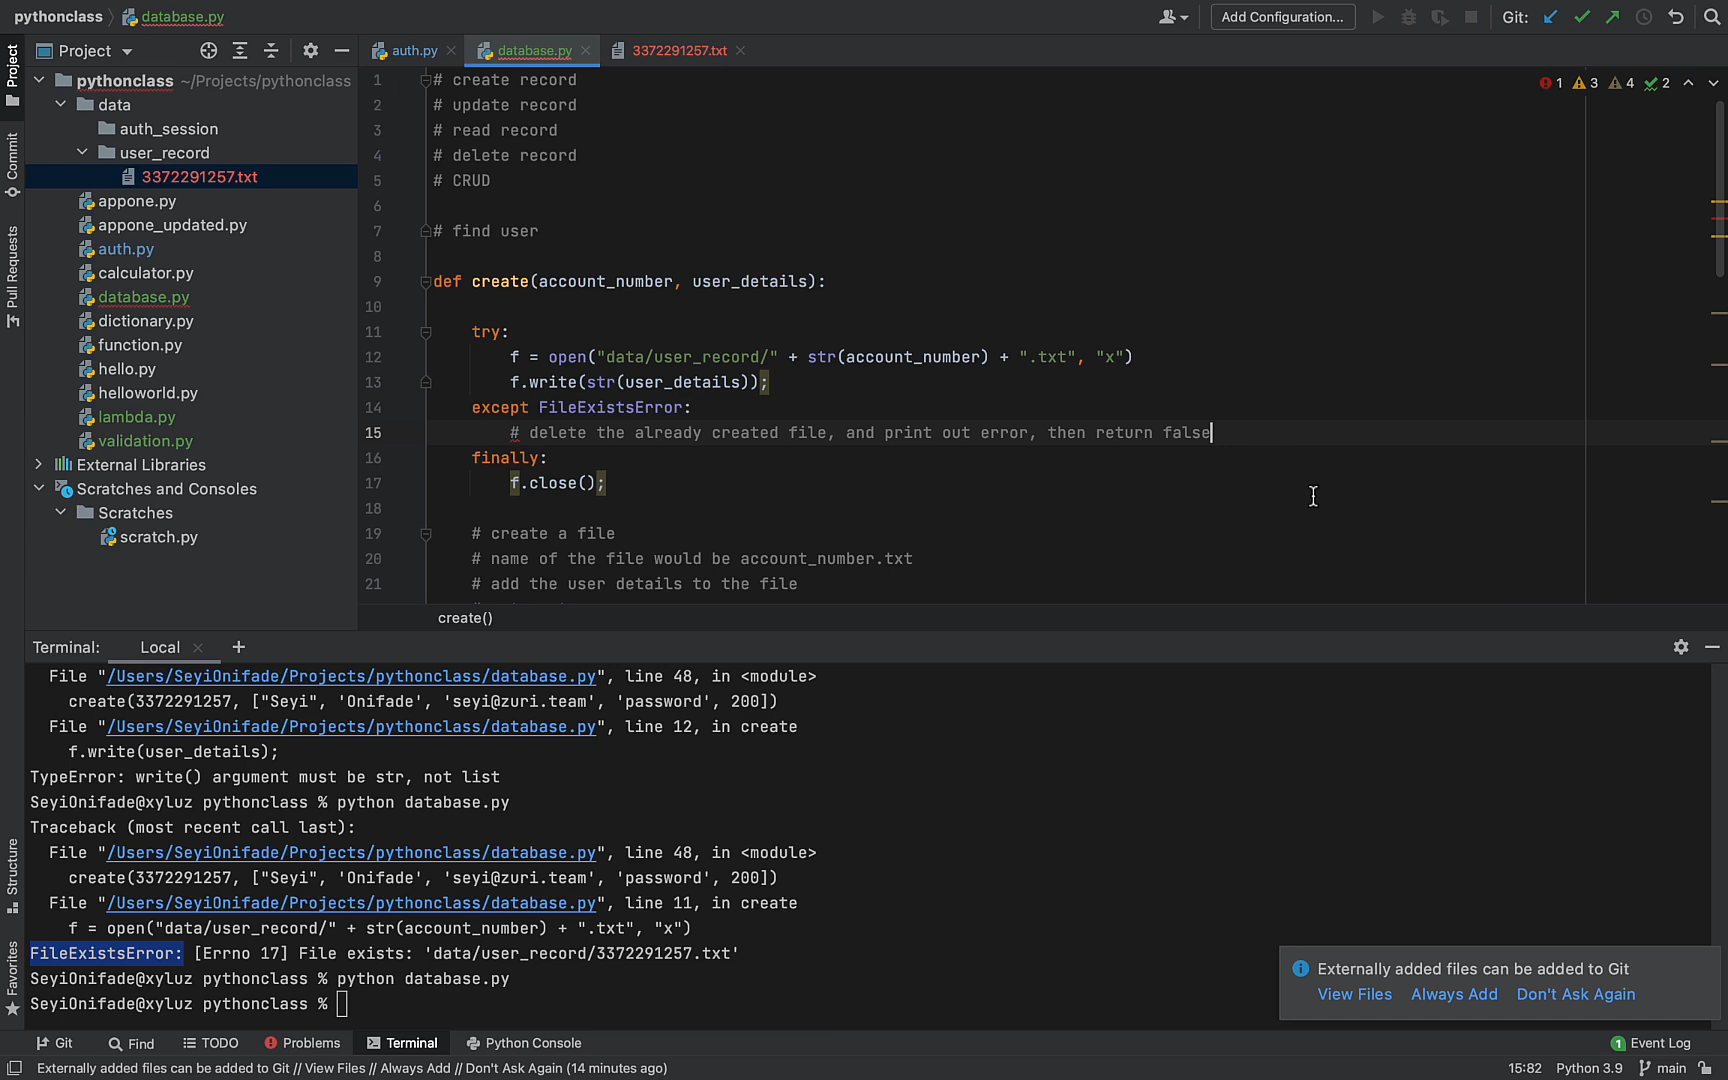 pythonclass database.py
Add Configuration... Git:
Project
auth.py database.py 3372291257.txt
pythonclass ~/Projects/pythonclass
data
auth_session
user_record
3372291257.txt
appone.py
appone_updated.py
auth.py
calculator.py
database.py
dictionary.py
function.py
hello.py
helloworld.py
lambda.py
validation.py
External Libraries
Scratches and Consoles
Scratches
scratch.py
Project
Commit
Pull Requests
Structure
Favorites
1 3 4 2
1 # create record
2 # update record
3 # read record
4 # delete record
5 # CRUD
6
7 # find user
8
9 def create(account_number, user_details):
10
11 try:
12 f = open("data/user_record/" + str(account_number) + ".txt", "x")
13 f.write(str(user_details));
14 except FileExistsError:
15 # delete the already created file, and print out error, then return false
16 finally:
17 f.close();
18
19 # create a file
20 # name of the file would be account_number.txt
21 # add the user details to the file
create()
Terminal: Local
File "/Users/SeyiOnifade/Projects/pythonclass/database.py", line 48, in <module>
create(3372291257, ["Seyi", 'Onifade', 'seyi@zuri.team', 'password', 200])
File "/Users/SeyiOnifade/Projects/pythonclass/database.py", line 12, in create
f.write(user_details);
TypeError: write() argument must be str, not list
SeyiOnifade@xyluz pythonclass % python database.py
Traceback (most recent call last):
File "/Users/SeyiOnifade/Projects/pythonclass/database.py", line 48, in <module>
create(3372291257, ["Seyi", 'Onifade', 'seyi@zuri.team', 'password', 200])
File "/Users/SeyiOnifade/Projects/pythonclass/database.py", line 11, in create
f = open("data/user_record/" + str(account_number) + ".txt", "x")
FileExistsError: [Errno 17] File exists: 'data/user_record/3372291257.txt'
SeyiOnifade@xyluz pythonclass % python database.py
SeyiOnifade@xyluz pythonclass %
Externally added files can be added to Git
View Files Always Add Don't Ask Again
Git Find TODO Problems Terminal Python Console 1 Event Log
Externally added files can be added to Git // View Files // Always Add // Don't Ask Again (14 minutes ago) 15:82 Python 3.9 main